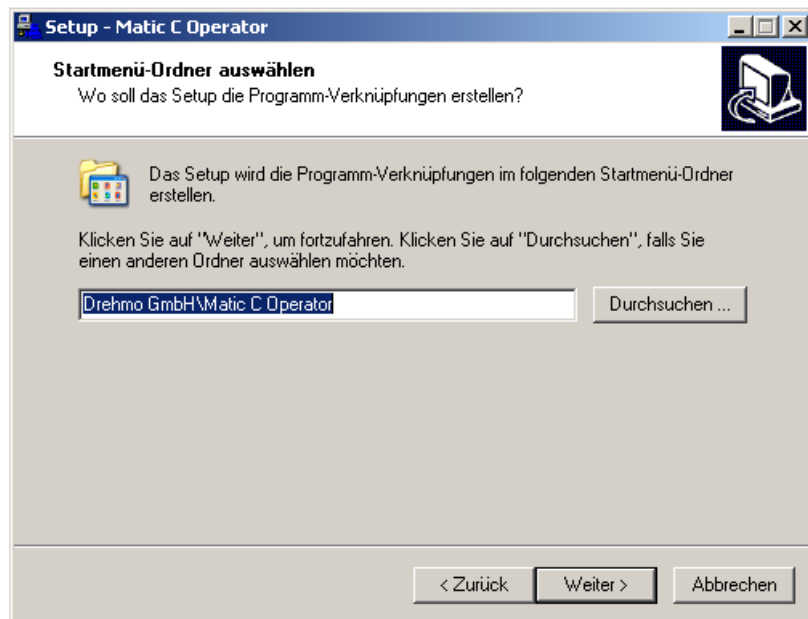 Setup - Matic C Operator
Startmenü-Ordner auswählen
Wo soll das Setup die Programm-Verknüpfungen erstellen?
Das Setup wird die Programm-Verknüpfungen im folgenden Startmenü-Ordner
erstellen.
Klicken Sie auf "Weiter", um fortzufahren. Klicken Sie auf "Durchsuchen", falls Sie
einen anderen Ordner auswählen möchten.
Drehmo GmbH\Matic C Operator
Durchsuchen ...
< Zurück
Weiter >
Abbrechen